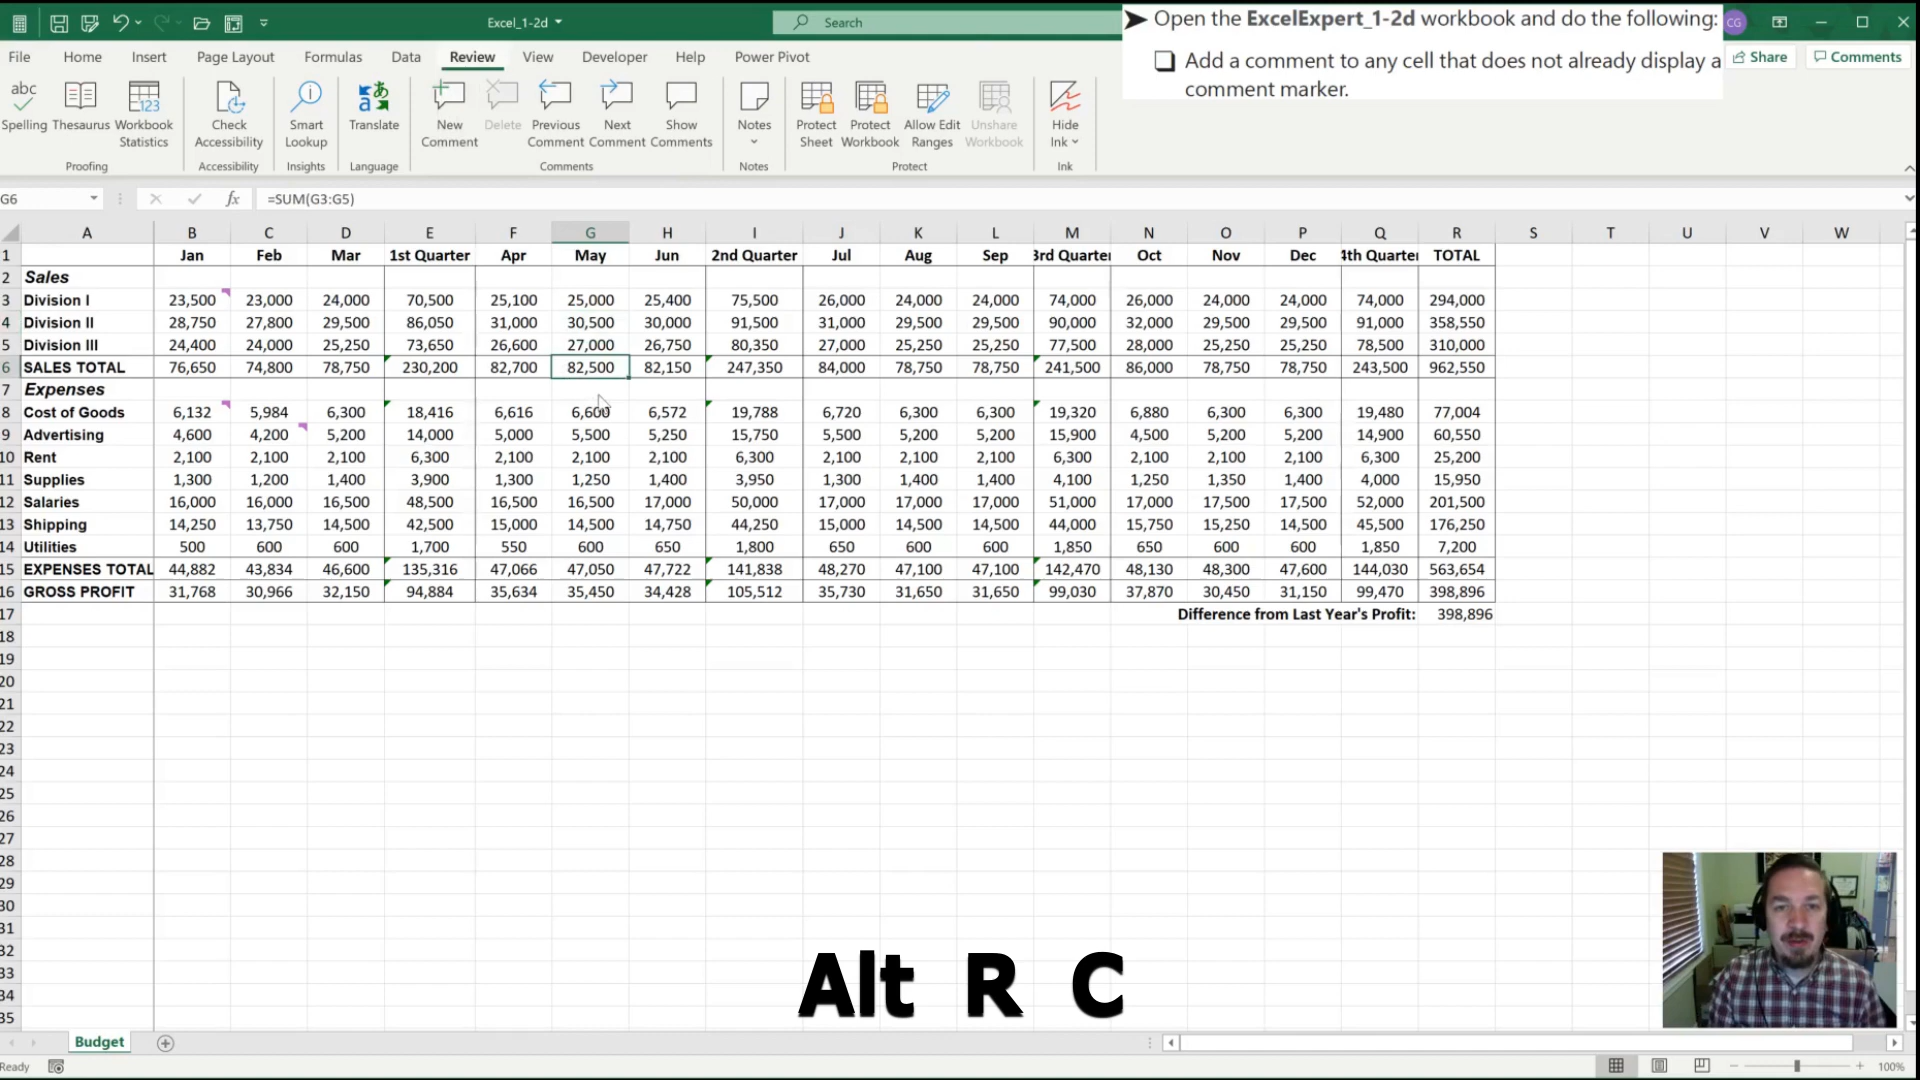 Excel_1-2d
Search
➤ Open the ExcelExpert_1-2d workbook and do the following:
❑ Add a comment to any cell that does not already display a
comment marker.
CG
File Home Insert Page Layout Formulas Data Review View Developer Help Power Pivot Share Comments
Spelling Thesaurus Workbook Statistics Check Accessibility Smart Lookup Translate New Comment Delete Previous Comment Next Comment Show Comments Notes Protect Sheet Protect Workbook Allow Edit Ranges Unshare Workbook Hide Ink
Proofing Accessibility Insights Language Comments Notes Protect Ink
G6 fx =SUM(G3:G5)
A B C D E F G H I J K L M N O P Q R S T U V W
1 Jan Feb Mar 1st Quarter Apr May Jun 2nd Quarter Jul Aug Sep 3rd Quarter Oct Nov Dec 4th Quarter TOTAL
2 Sales
3 Division I 23,500 23,000 24,000 70,500 25,100 25,000 25,400 75,500 26,000 24,000 24,000 74,000 26,000 24,000 24,000 74,000 294,000
4 Division II 28,750 27,800 29,500 86,050 31,000 30,500 30,000 91,500 31,000 29,500 29,500 90,000 32,000 29,500 29,500 91,000 358,550
5 Division III 24,400 24,000 25,250 73,650 26,600 27,000 26,750 80,350 27,000 25,250 25,250 77,500 28,000 25,250 25,250 78,500 310,000
6 SALES TOTAL 76,650 74,800 78,750 230,200 82,700 82,500 82,150 247,350 84,000 78,750 78,750 241,500 86,000 78,750 78,750 243,500 962,550
7 Expenses
8 Cost of Goods 6,132 5,984 6,300 18,416 6,616 6,600 6,572 19,788 6,720 6,300 6,300 19,320 6,880 6,300 6,300 19,480 77,004
9 Advertising 4,600 4,200 5,200 14,000 5,000 5,500 5,250 15,750 5,500 5,200 5,200 15,900 4,500 5,200 5,200 14,900 60,550
10 Rent 2,100 2,100 2,100 6,300 2,100 2,100 2,100 6,300 2,100 2,100 2,100 6,300 2,100 2,100 2,100 6,300 25,200
11 Supplies 1,300 1,200 1,400 3,900 1,300 1,250 1,400 3,950 1,300 1,400 1,400 4,100 1,250 1,350 1,400 4,000 15,950
12 Salaries 16,000 16,000 16,500 48,500 16,500 16,500 17,000 50,000 17,000 17,000 17,000 51,000 17,000 17,500 17,500 52,000 201,500
13 Shipping 14,250 13,750 14,500 42,500 15,000 14,500 14,750 44,250 15,000 14,500 14,500 44,000 15,750 15,250 14,500 45,500 176,250
14 Utilities 500 600 600 1,700 550 600 650 1,800 650 600 600 1,850 650 600 600 1,850 7,200
15 EXPENSES TOTAL 44,882 43,834 46,600 135,316 47,066 47,050 47,722 141,838 48,270 47,100 47,100 142,470 48,130 48,300 47,600 144,030 563,654
16 GROSS PROFIT 31,768 30,966 32,150 94,884 35,634 35,450 34,428 105,512 35,730 31,650 31,650 99,030 37,870 30,450 31,150 99,470 398,896
17 Difference from Last Year's Profit: 398,896
18
19
20
21
22
23
24
25
26
27
28
29
30
31
32
33
34
35
Alt R C
Budget
Ready 100%